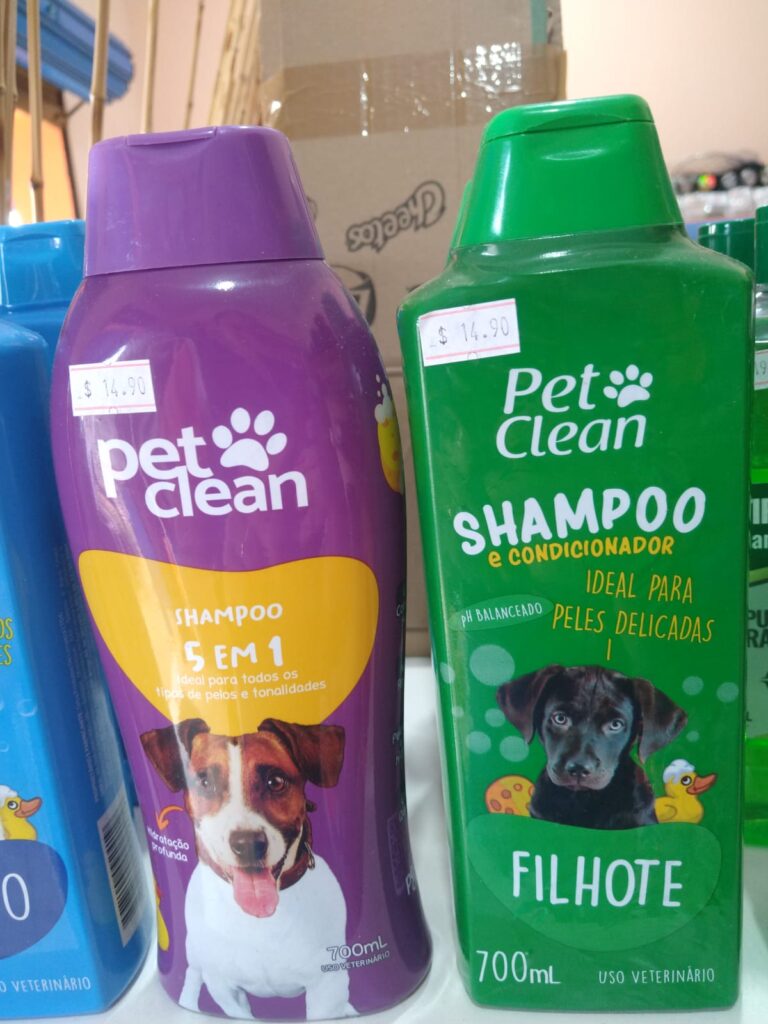 Cheetos
$ 14.90
pet
clean
SHAMPOO
5 EM 1
Ideal para todos os
tipos de pelos e tonalidades
Hidratação
Profunda
700mL
USO VETERINÁRIO
$ 14.90
Pet
Clean
SHAMPOO
e CONDICIONADOR
IDEAL PARA
PELES DELICADAS
pH BALANCEADO
FILHOTE
700mL
USO VETERINÁRIO
O
USO VETERINÁRIO